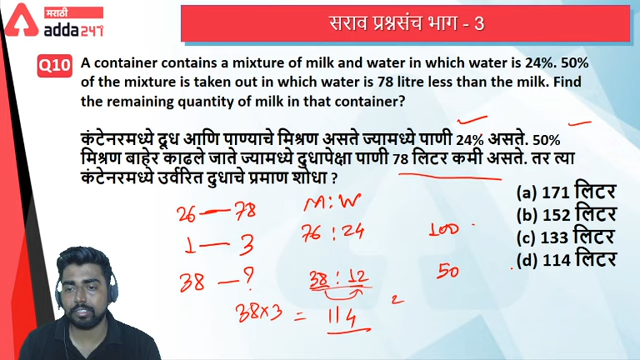 मराठी
adda247
सराव प्रश्नसंच भाग - 3
Q10
A container contains a mixture of milk and water in which water is 24%. 50%
of the mixture is taken out in which water is 78 litre less than the milk. Find
the remaining quantity of milk in that container?
कंटेनरमध्ये दूध आणि पाण्याचे मिश्रण असते ज्यामध्ये पाणी 24% असते. 50%
मिश्रण बाहेर काढले जाते ज्यामध्ये दुधापेक्षा पाणी 78 लिटर कमी असते. तर त्या
कंटेनरमध्ये उर्वरित दुधाचे प्रमाण शोधा ?
(a) 171 लिटर
(b) 152 लिटर
(c) 133 लिटर
(d) 114 लिटर
26 — 78
1 — 3
38 — ?
38×3 = 114
M : W
76 : 24
38 : 12
2
100
50